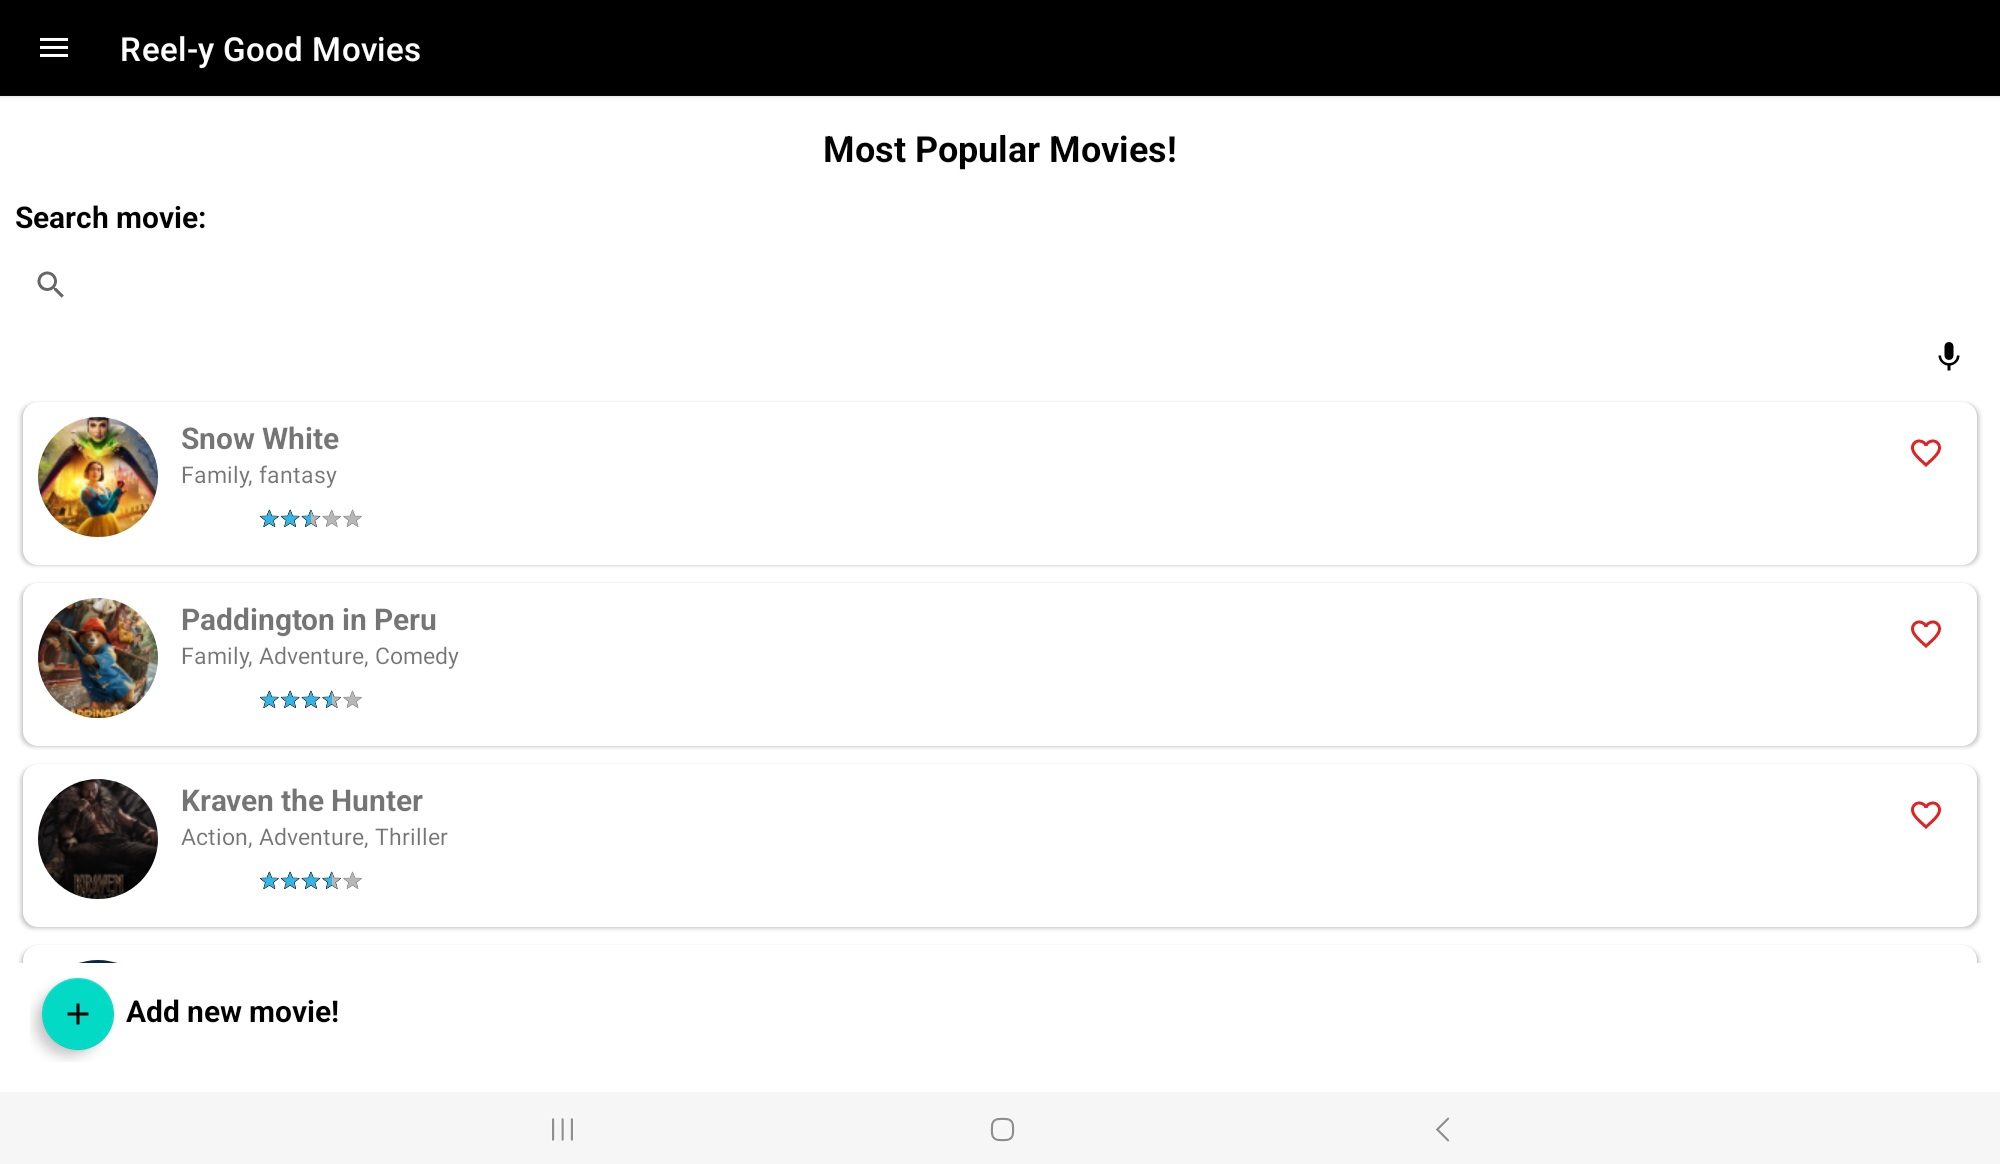 Reel-y Good Movies
Most Popular Movies!
Search movie:
Snow White
Family, fantasy
Paddington in Peru
Family, Adventure, Comedy
Kraven the Hunter
Action, Adventure, Thriller
KRAVEN
Add new movie!